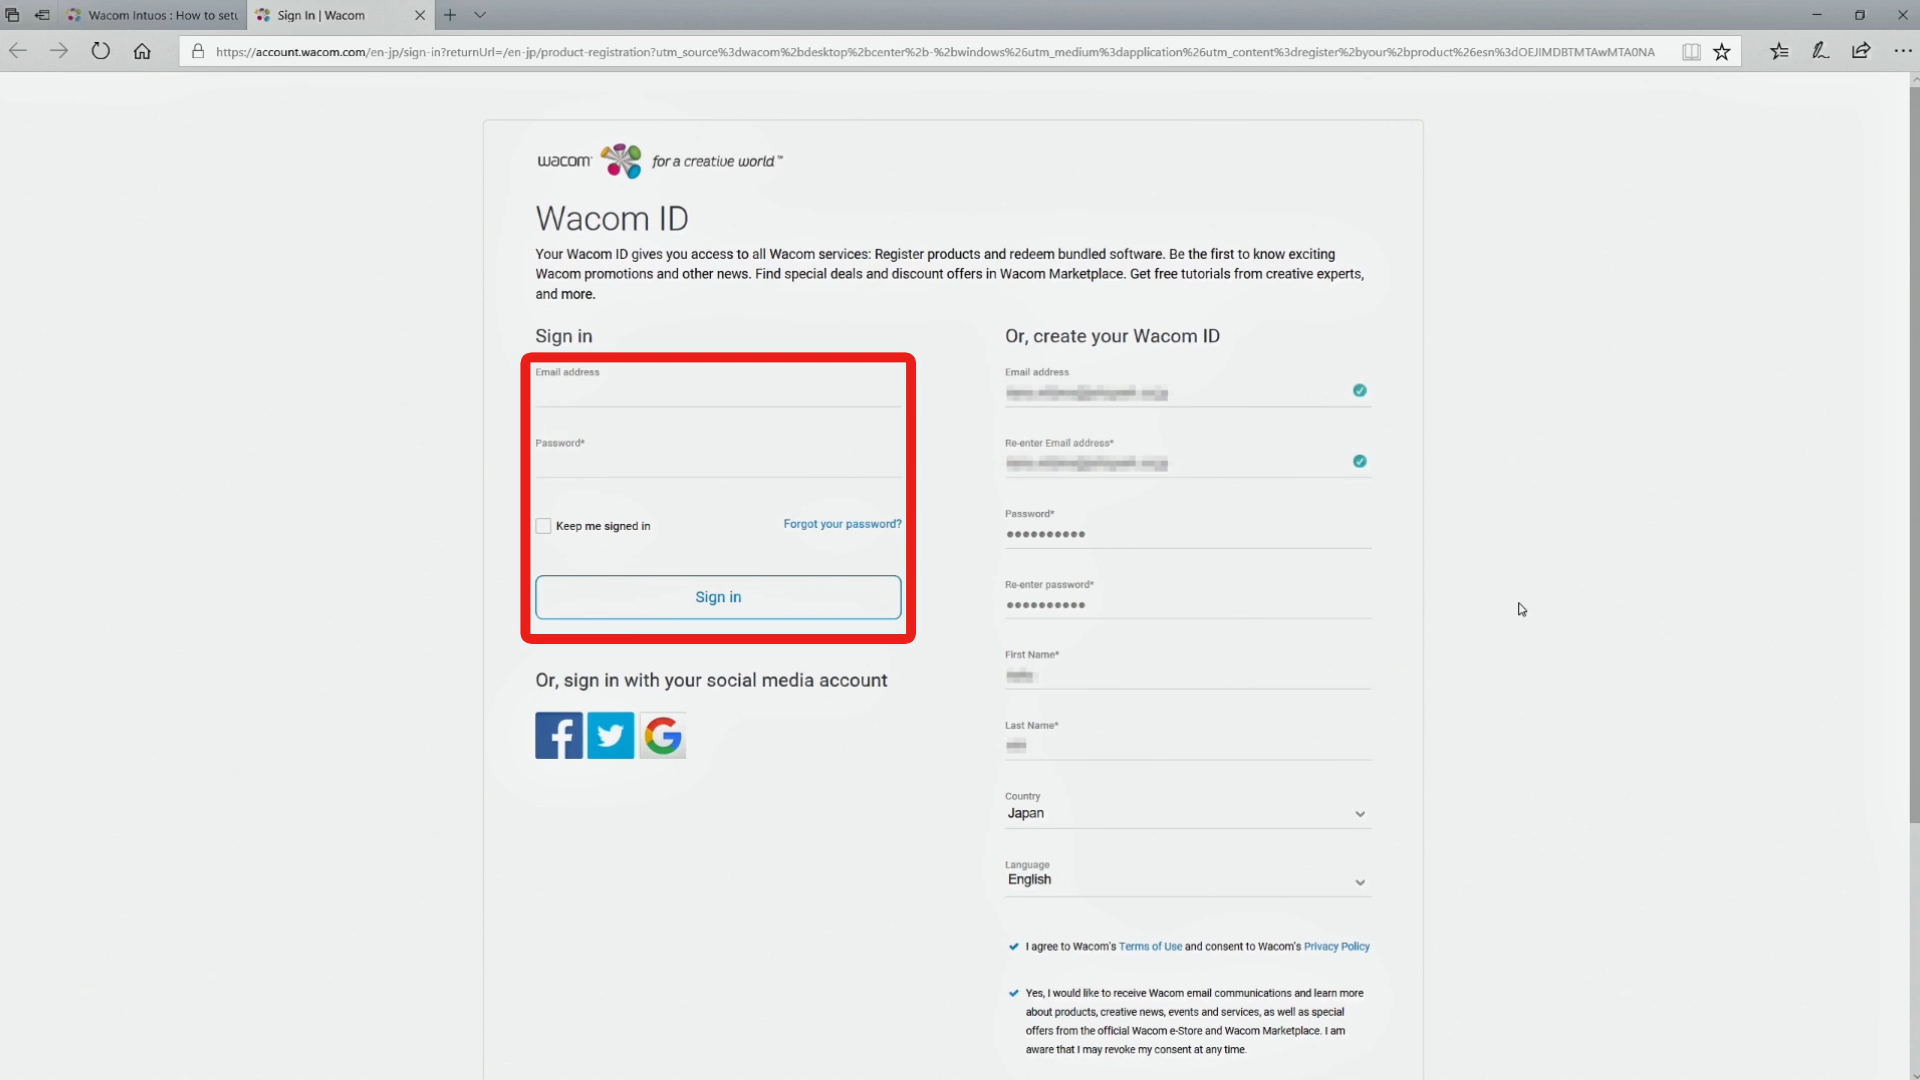 Wacom Intuos : How to setu
Sign In | Wacom
https://account.wacom.com/en-jp/sign-in?returnUrl=/en-jp/product-registration?utm_source%3dwacom%2bdesktop%2bcenter%2b-%2bwindows%26utm_medium%3dapplication%26utm_content%3dregister%2byour%2bproduct%26esn%3dOEJIMDBTMTAwMTA0NA
wacom for a creative world™
Wacom ID
Your Wacom ID gives you access to all Wacom services: Register products and redeem bundled software. Be the first to know exciting
Wacom promotions and other news. Find special deals and discount offers in Wacom Marketplace. Get free tutorials from creative experts,
and more.
Sign in
Email address
Password*
Keep me signed in
Forgot your password?
Sign in
Or, sign in with your social media account
Or, create your Wacom ID
Email address
Re-enter Email address*
Password*
••••••••••
Re-enter password*
••••••••••
First Name*
Last Name*
Country
Japan
Language
English
I agree to Wacom's Terms of Use and consent to Wacom's Privacy Policy
Yes, I would like to receive Wacom email communications and learn more
about products, creative news, events and services, as well as special
offers from the official Wacom e-Store and Wacom Marketplace. I am
aware that I may revoke my consent at any time.